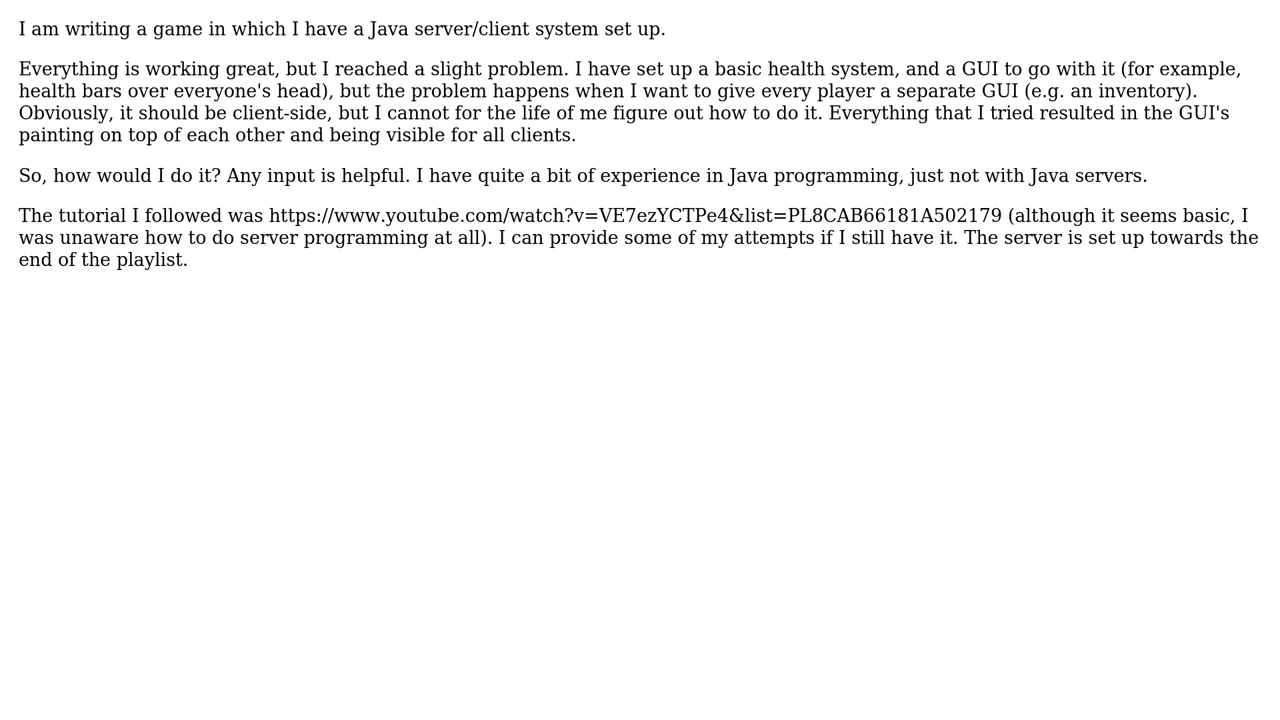 I am writing a game in which I have a Java server/client system set up.
Everything is working great, but I reached a slight problem. I have set up a basic health system, and a GUI to go with it (for example,
health bars over everyone's head), but the problem happens when I want to give every player a separate GUI (e.g. an inventory).
Obviously, it should be client-side, but I cannot for the life of me figure out how to do it. Everything that I tried resulted in the GUI's
painting on top of each other and being visible for all clients.
So, how would I do it? Any input is helpful. I have quite a bit of experience in Java programming, just not with Java servers.
The tutorial I followed was https://www.youtube.com/watch?v=VE7ezYCTPe4&list=PL8CAB66181A502179 (although it seems basic, I
was unaware how to do server programming at all). I can provide some of my attempts if I still have it. The server is set up towards the
end of the playlist.